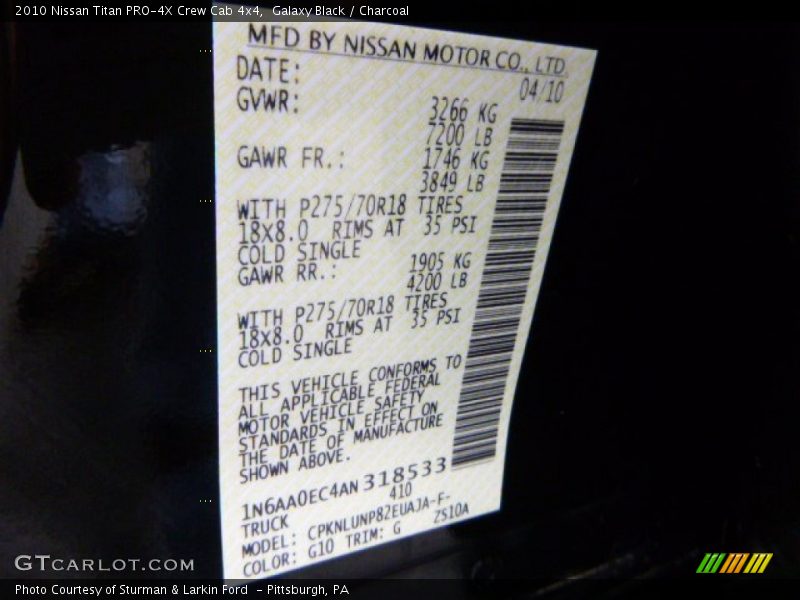 2010 Nissan Titan PRO-4X Crew Cab 4x4,  Galaxy Black / Charcoal
MFD BY NISSAN MOTOR CO., LTD.
DATE: 04/10
GVWR: 3266 KG
7200 LB
GAWR FR.: 1746 KG
3849 LB
WITH P275/70R18 TIRES
18X8.0 RIMS AT 35 PSI
COLD SINGLE
GAWR RR.: 1905 KG
4200 LB
WITH P275/70R18 TIRES
18X8.0 RIMS AT 35 PSI
COLD SINGLE
THIS VEHICLE CONFORMS TO
ALL APPLICABLE FEDERAL
MOTOR VEHICLE SAFETY
STANDARDS IN EFFECT ON
THE DATE OF MANUFACTURE
SHOWN ABOVE.
1N6AA0EC4AN318533
TRUCK 410
MODEL: CPKNLUNP82EUAJA-F-
COLOR: G10 TRIM: G ZS10A
GTCARLOT.COM
Photo Courtesy of Sturman & Larkin Ford  - Pittsburgh, PA